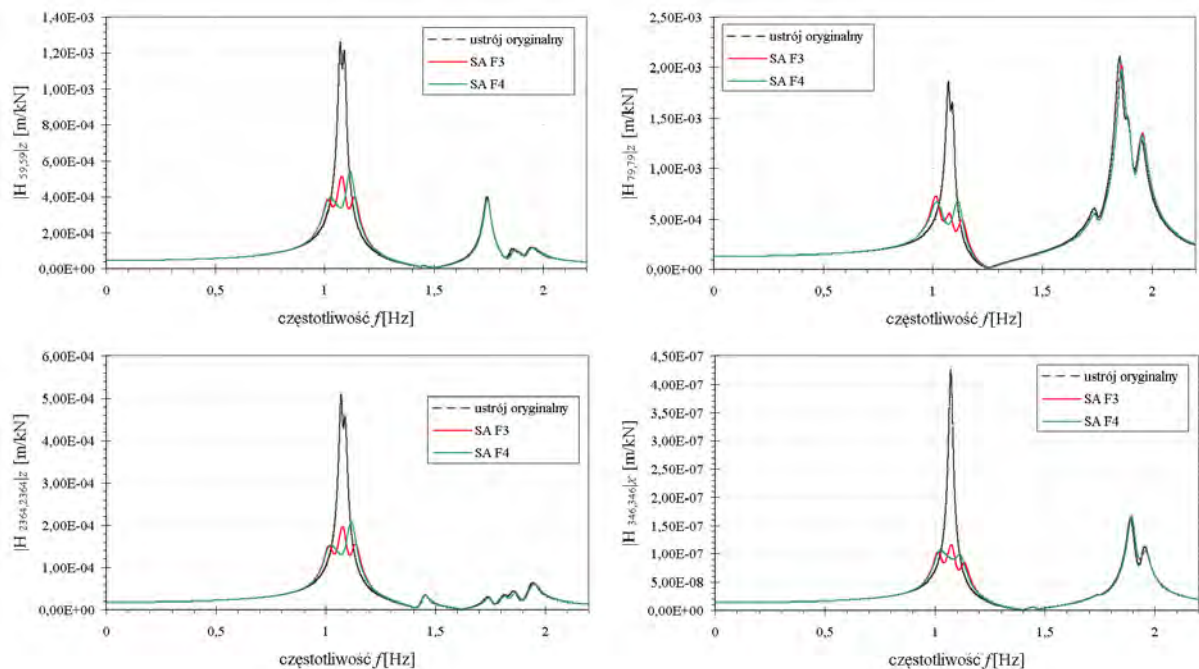 |H 59,59|z [m/kN]
1,40E-03
1,20E-03
1,00E-03
8,00E-04
6,00E-04
4,00E-04
2,00E-04
0,00E+00
ustrój oryginalny
SA F3
SA F4
0 0,5 1 1,5 2
częstotliwość f[Hz]
|H 79,79|z [m/kN]
2,50E-03
2,00E-03
1,50E-03
1,00E-03
5,00E-04
0,00E+00
ustrój oryginalny
SA F3
SA F4
0 0,5 1 1,5 2
częstotliwość f[Hz]
|H 2364,2364|z [m/kN]
6,00E-04
5,00E-04
4,00E-04
3,00E-04
2,00E-04
1,00E-04
0,00E+00
ustrój oryginalny
SA F3
SA F4
0 0,5 1 1,5 2
częstotliwość f[Hz]
|H 346,346|x [m/kN]
4,50E-07
4,00E-07
3,50E-07
3,00E-07
2,50E-07
2,00E-07
1,50E-07
1,00E-07
5,00E-08
0,00E+00
ustrój oryginalny
SA F3
SA F4
0 0,5 1 1,5 2
częstotliwość f[Hz]